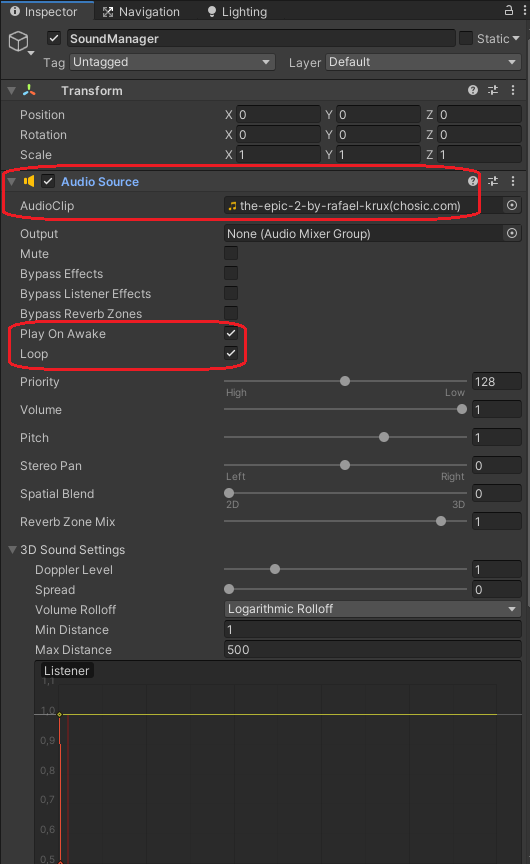 Inspector Navigation Lighting
SoundManager Static
Tag Untagged Layer Default
Transform
Position X 0 Y 0 Z 0
Rotation X 0 Y 0 Z 0
Scale X 1 Y 1 Z 1
Audio Source
AudioClip the-epic-2-by-rafael-krux(chosic.com)
Output None (Audio Mixer Group)
Mute
Bypass Effects
Bypass Listener Effects
Bypass Reverb Zones
Play On Awake
Loop
Priority 128
High Low
Volume 1
Pitch 1
Stereo Pan 0
Left Right
Spatial Blend 0
2D 3D
Reverb Zone Mix 1
3D Sound Settings
Doppler Level 1
Spread 0
Volume Rolloff Logarithmic Rolloff
Min Distance 1
Max Distance 500
Listener
1,1
1,0
0,9
0,8
0,7
0,6
0,5